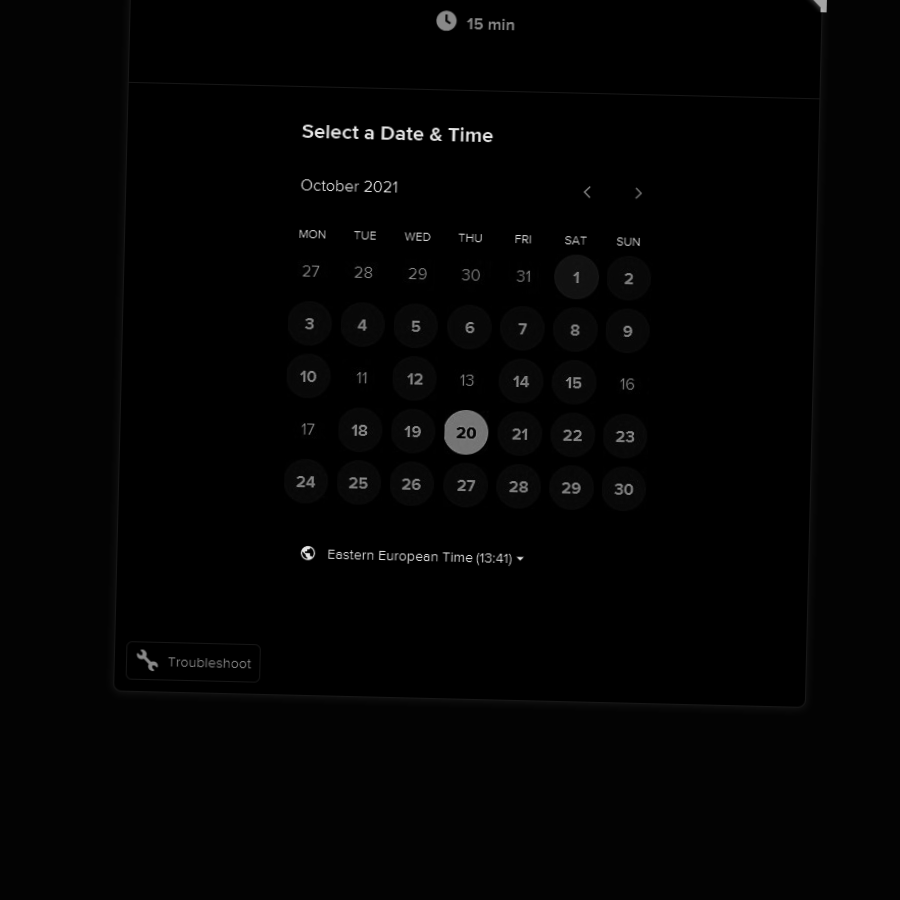 15 min
Select a Date & Time
October 2021
MON TUE WED THU FRI SAT SUN
27 28 29 30 31 1 2
3 4 5 6 7 8 9
10 11 12 13 14 15 16
17 18 19 20 21 22 23
24 25 26 27 28 29 30
Eastern European Time (13:41)
Troubleshoot